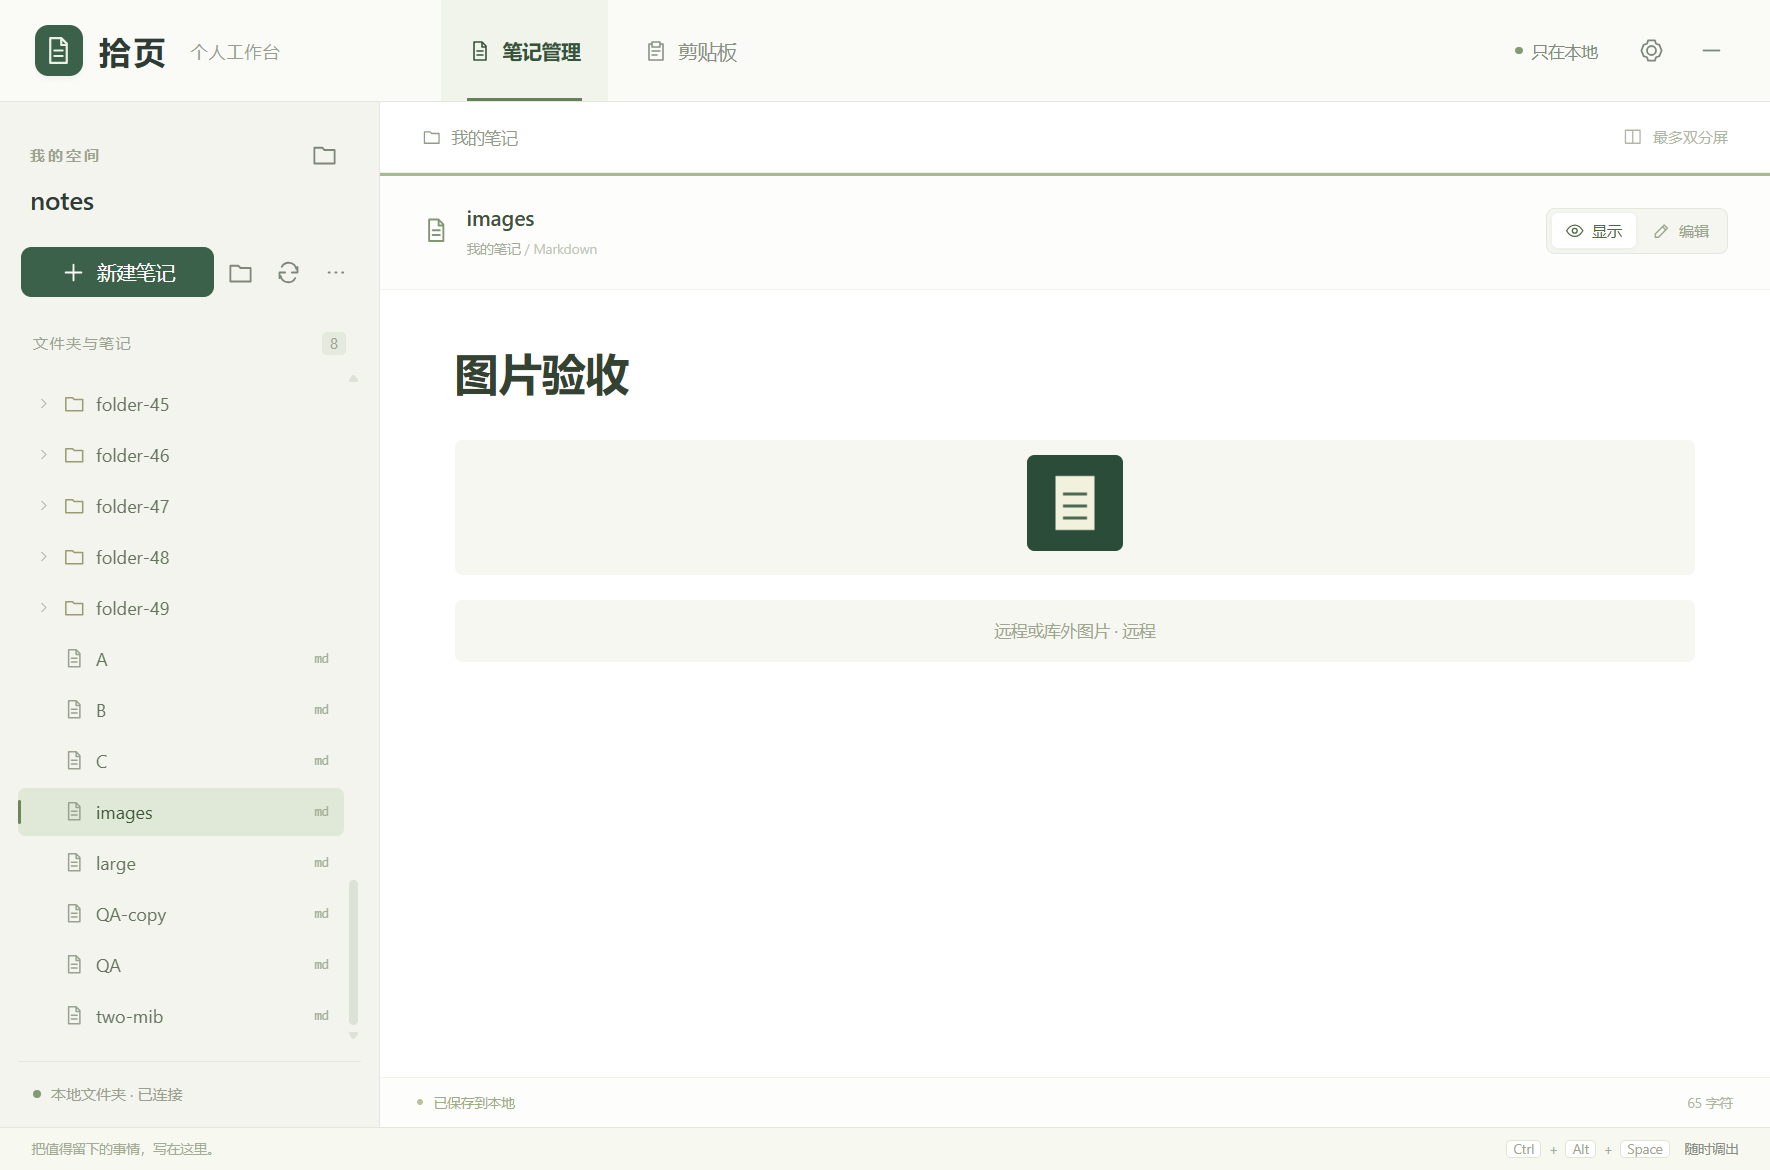 拾页 个人工作台 笔记管理 剪贴板 只在本地
我的空间
notes
新建笔记
文件夹与笔记 8
folder-45
folder-46
folder-47
folder-48
folder-49
A md
B md
C md
images md
large md
QA-copy md
QA md
two-mib md
本地文件夹 · 已连接
我的笔记 最多双分屏
images
我的笔记 / Markdown
显示 编辑
图片验收
远程或库外图片 · 远程
已保存到本地 65 字符
把值得留下的事情，写在这里。 Ctrl + Alt + Space 随时调出